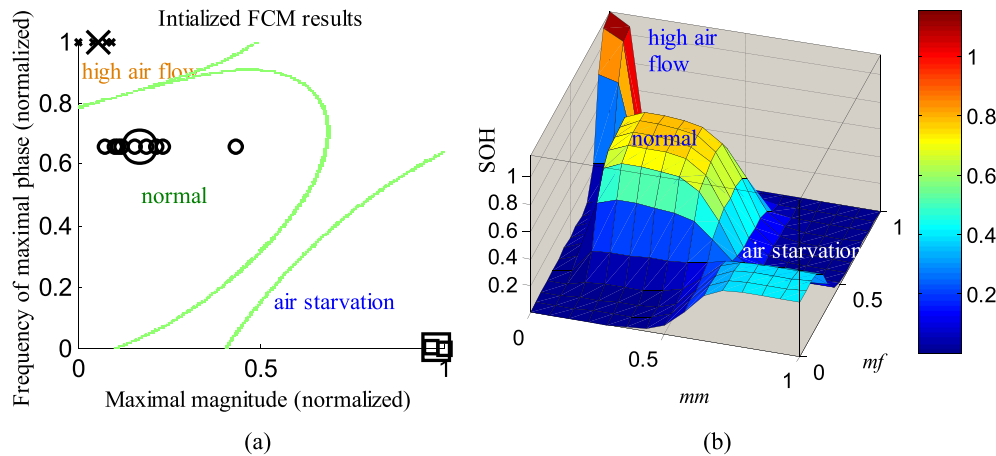 Intialized FCM results
Frequency of maximal phase (normalized)
1
0.8
0.6
0.4
0.2
0
high air flow
normal
air starvation
0
0.5
1
Maximal magnitude (normalized)
(a)
SOH
1
0.8
0.6
0.4
0.2
high air
flow
normal
air starvation
0
0.5
1
mm
0
0.5
1
mf
(b)
1
0.8
0.6
0.4
0.2